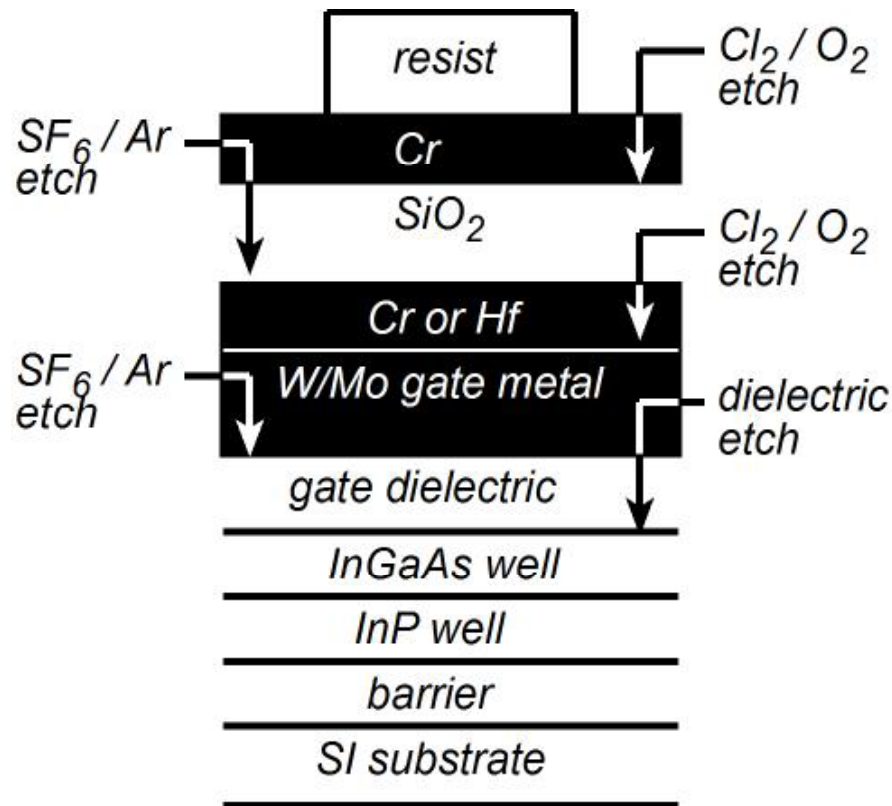 resist
Cl₂ / O₂
etch
SF₆ / Ar
etch
Cr
SiO₂
Cl₂ / O₂
etch
Cr or Hf
SF₆ / Ar
etch
W/Mo gate metal
dielectric
etch
gate dielectric
InGaAs well
InP well
barrier
SI substrate